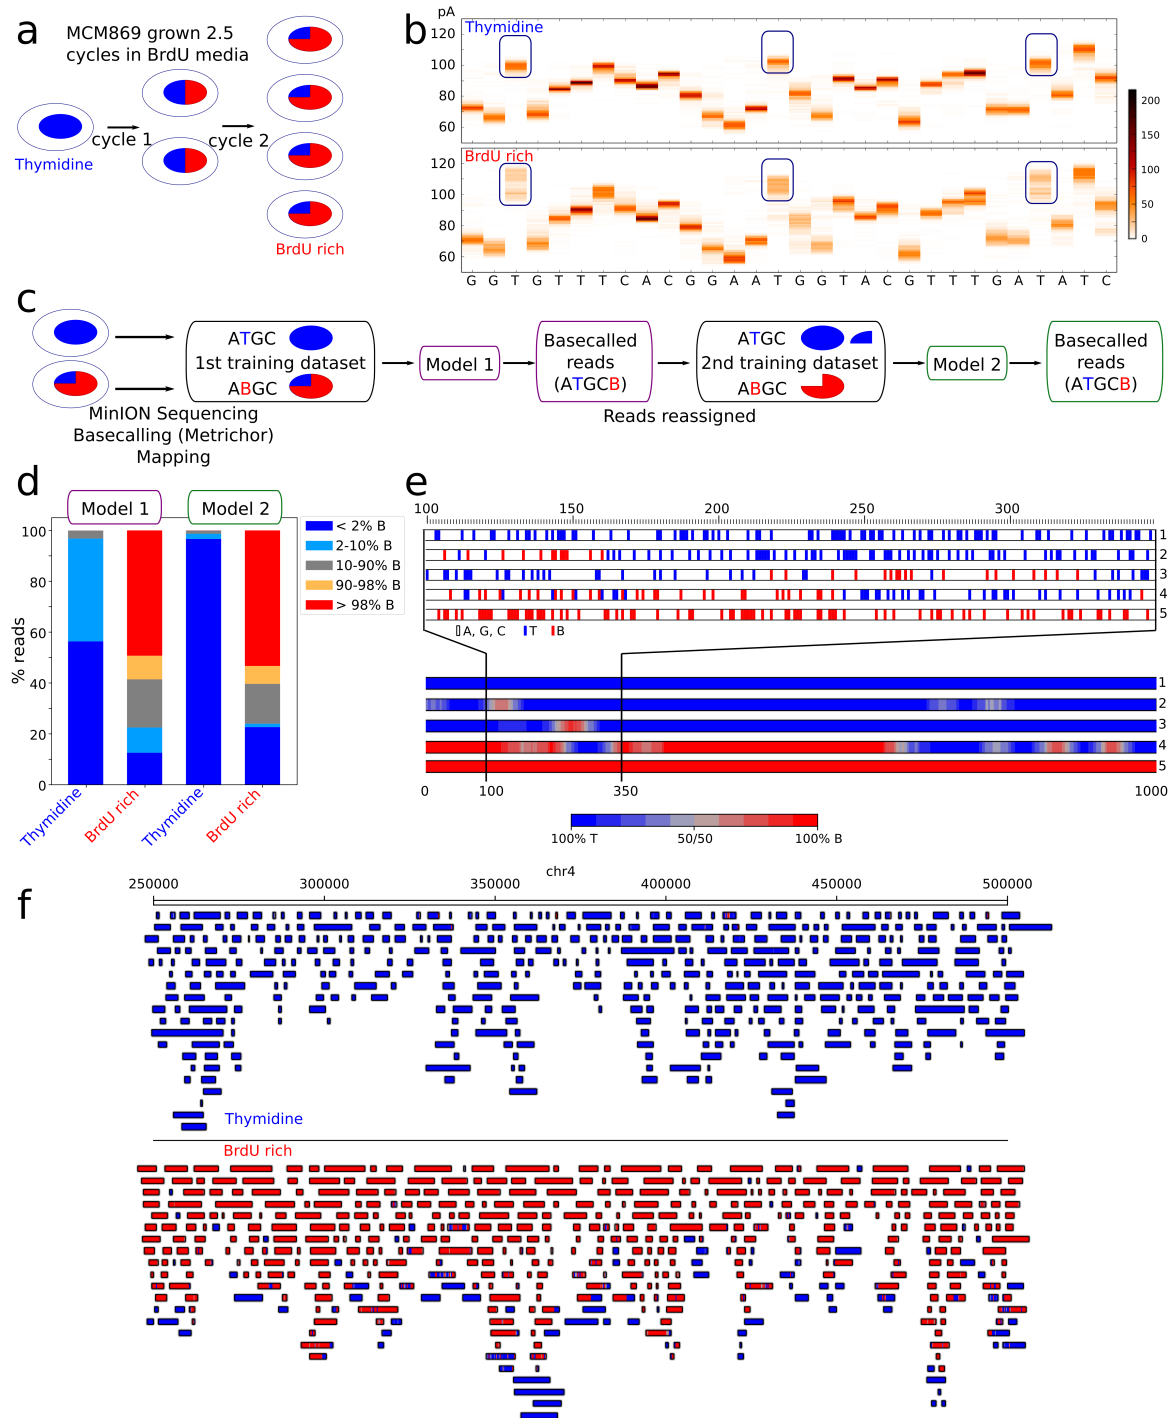 a
MCM869 grown 2.5
cycles in BrdU media
cycle 1
cycle 2
Thymidine
BrdU rich
b
pA
Thymidine
120
100
80
60
BrdU rich
120
100
80
60
200
150
100
50
0
G G T G T T T C A C G G A A T G G T A C G T T T G A T A T C
c
ATGC
1st training dataset
ABGC
Model 1
Basecalled
reads
(ATGCB)
ATGC
2nd training dataset
ABGC
Model 2
Basecalled
reads
(ATGCB)
MinION Sequencing
Basecalling (Metrichor)
Mapping
Reads reassigned
d
Model 1 Model 2
100
80
60
40
20
0
% reads
< 2% B
2-10% B
10-90% B
90-98% B
> 98% B
Thymidine BrdU rich Thymidine BrdU rich
e
100 150 200 250 300
1
2
3
4
5
A, G, C T B
1
2
3
4
5
0 100 350 1000
100% T 50/50 100% B
f
chr4
250000 300000 350000 400000 450000 500000
Thymidine
BrdU rich